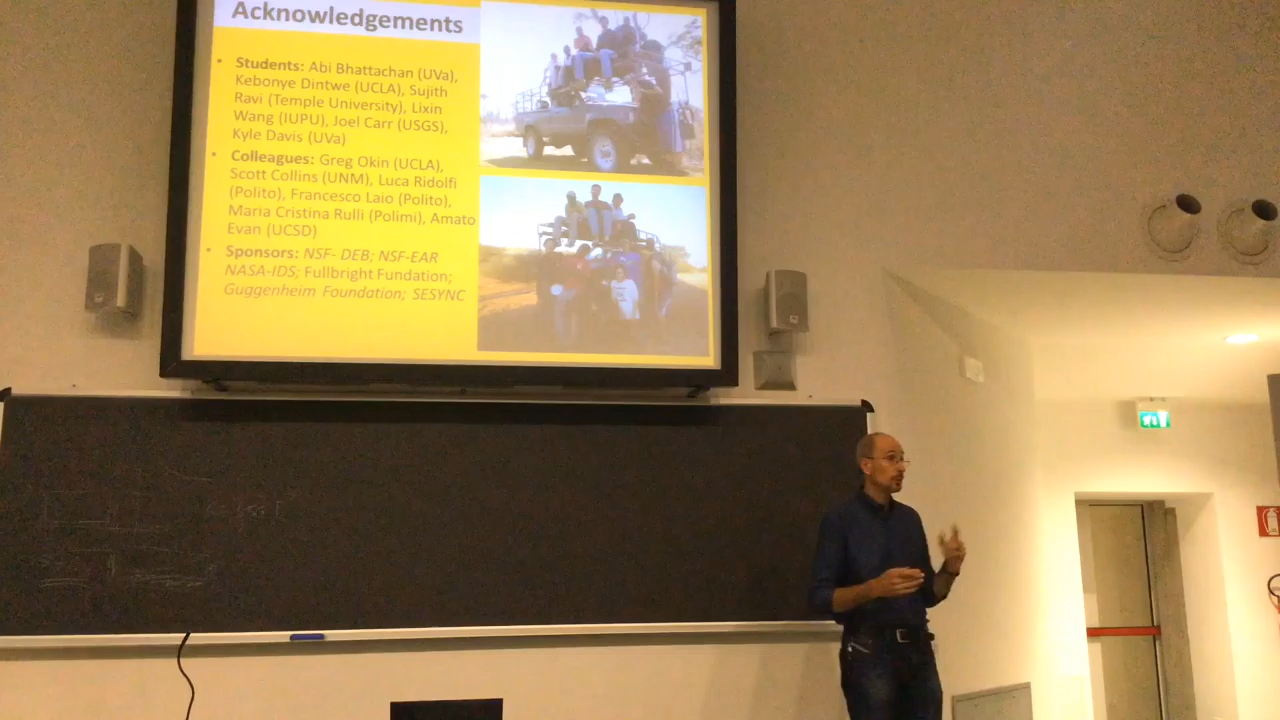 Acknowledgements
• Students: Abi Bhattachan (UVa),
Kebonye Dintwe (UCLA), Sujith
Ravi (Temple University), Lixin
Wang (IUPU), Joel Carr (USGS),
Kyle Davis (UVa)
• Colleagues: Greg Okin (UCLA),
Scott Collins (UNM), Luca Ridolfi
(Polito), Francesco Laio (Polito),
Maria Cristina Rulli (Polimi), Amato
Evan (UCSD)
• Sponsors: NSF- DEB; NSF-EAR
NASA-IDS; Fullbright Fundation;
Guggenheim Foundation; SESYNC